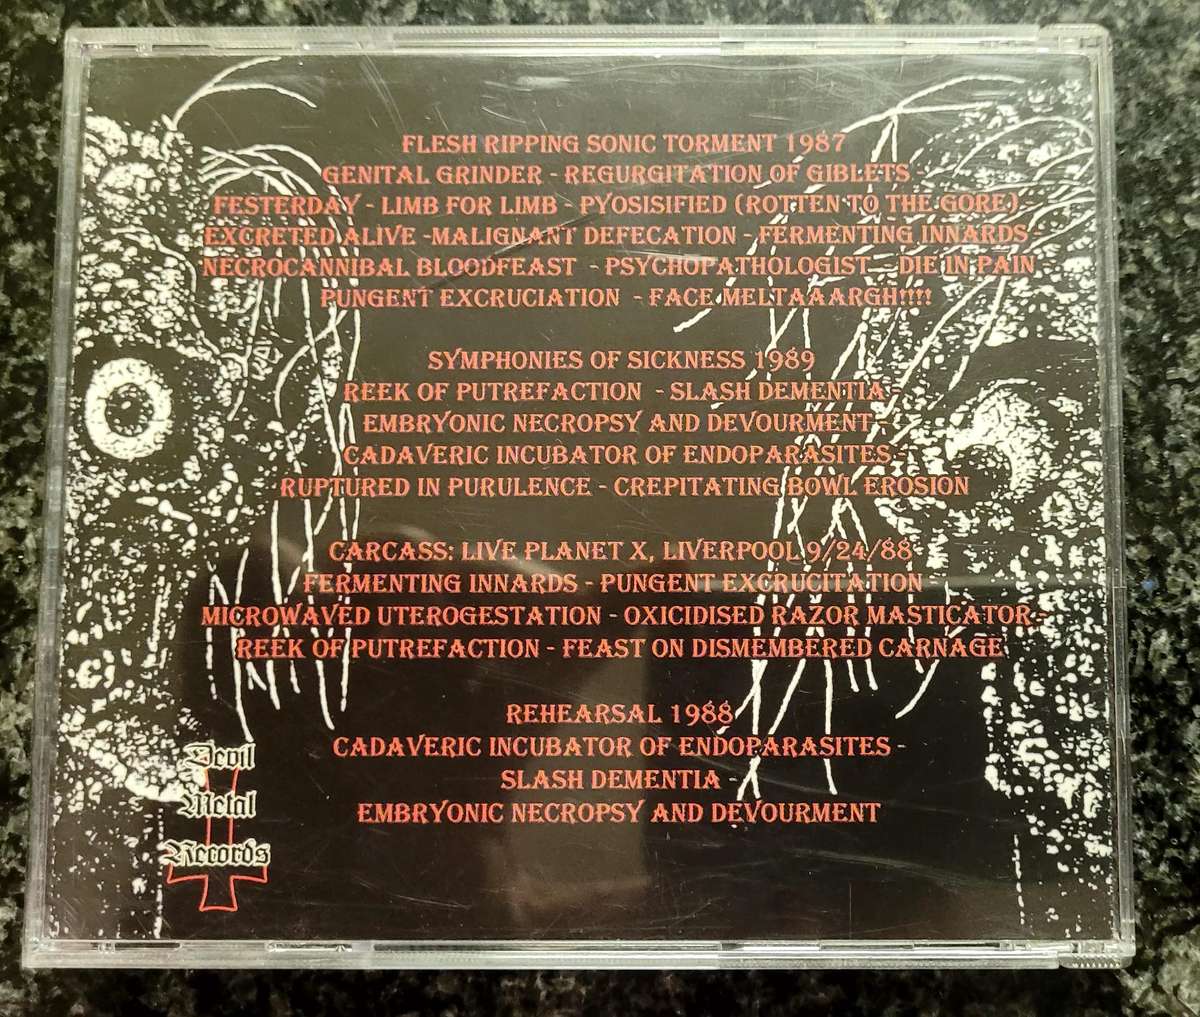 FLESH RIPPING SONIC TORMENT 1987
GENITAL GRINDER - REGURGITATION OF GIBLETS -
FESTERDAY - LIMB FOR LIMB - PYOSISIFIED (ROTTEN TO THE GORE) -
EXCRETED ALIVE -MALIGNANT DEFECATION - FERMENTING INNARDS -
NECROCANNIBAL BLOODFEAST - PSYCHOPATHOLOGIST - DIE IN PAIN
PUNGENT EXCRUCIATION - FACE MELTAAARGH!!!!
SYMPHONIES OF SICKNESS 1989
REEK OF PUTREFACTION - SLASH DEMENTIA -
EMBRYONIC NECROPSY AND DEVOURMENT -
CADAVERIC INCUBATOR OF ENDOPARASITES -
RUPTURED IN PURULENCE - CREPITATING BOWL EROSION
CARCASS: LIVE PLANET X, LIVERPOOL 9/24/88
FERMENTING INNARDS - PUNGENT EXCRUCITATION -
MICROWAVED UTEROGESTATION - OXICIDISED RAZOR MASTICATOR -
REEK OF PUTREFACTION - FEAST ON DISMEMBERED CARNAGE
REHEARSAL 1988
CADAVERIC INCUBATOR OF ENDOPARASITES -
SLASH DEMENTIA -
EMBRYONIC NECROPSY AND DEVOURMENT
Devil
Metal
Records